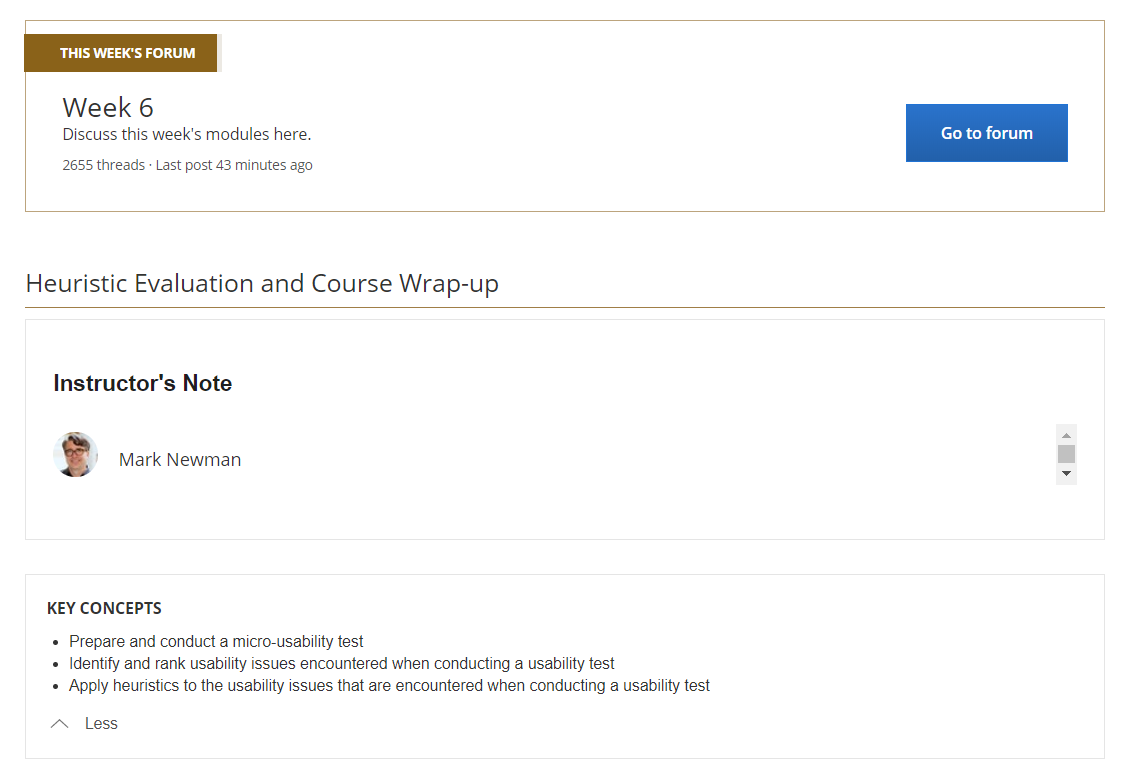 THIS WEEK'S FORUM
Week 6
Discuss this week's modules here.
2655 threads · Last post 43 minutes ago
Go to forum
Heuristic Evaluation and Course Wrap-up
Instructor's Note
Mark Newman
KEY CONCEPTS
Prepare and conduct a micro-usability test
Identify and rank usability issues encountered when conducting a usability test
Apply heuristics to the usability issues that are encountered when conducting a usability test
Less